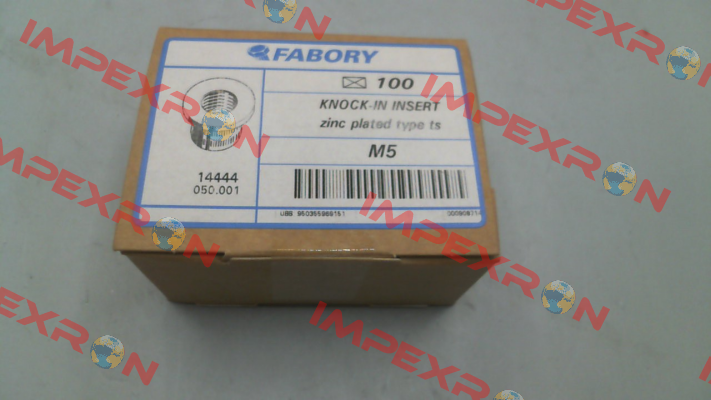 FABORY
100
KNOCK-IN INSERT
zinc plated type ts
M5
14444
050.001
IMPEXRON
IMPEXRON
IMPEXRON
IMPEXRON
IMPEXRON
IMPEXRON